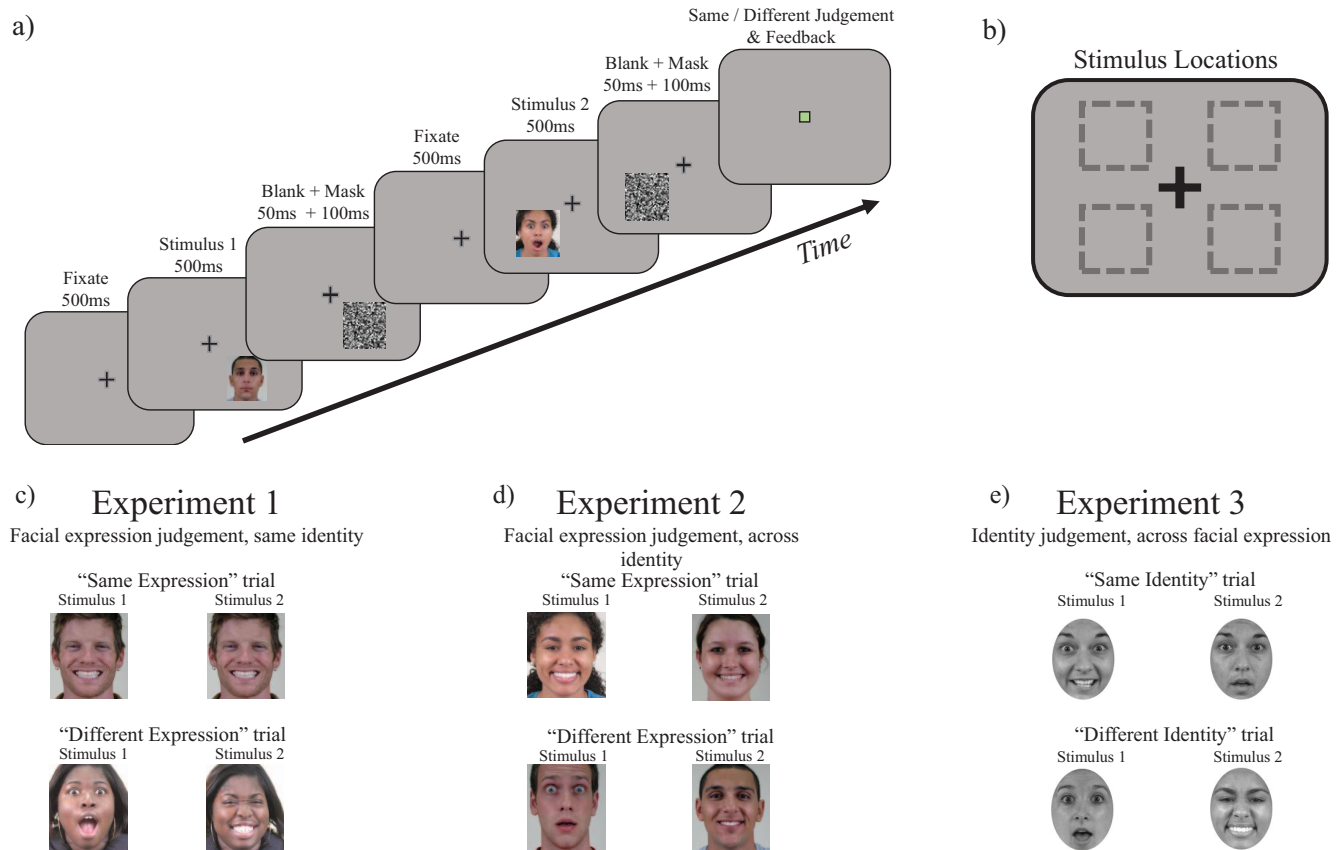 a)
Fixate
500ms
Stimulus 1
500ms
Blank + Mask
50ms + 100ms
Fixate
500ms
Stimulus 2
500ms
Blank + Mask
50ms + 100ms
Same / Different Judgement
& Feedback
Time
b)
Stimulus Locations
c)
Experiment 1
Facial expression judgement, same identity
“Same Expression” trial
Stimulus 1
Stimulus 2
“Different Expression” trial
Stimulus 1
Stimulus 2
d)
Experiment 2
Facial expression judgement, across
identity
“Same Expression” trial
Stimulus 1
Stimulus 2
“Different Expression” trial
Stimulus 1
Stimulus 2
e)
Experiment 3
Identity judgement, across facial expression
“Same Identity” trial
Stimulus 1
Stimulus 2
“Different Identity” trial
Stimulus 1
Stimulus 2